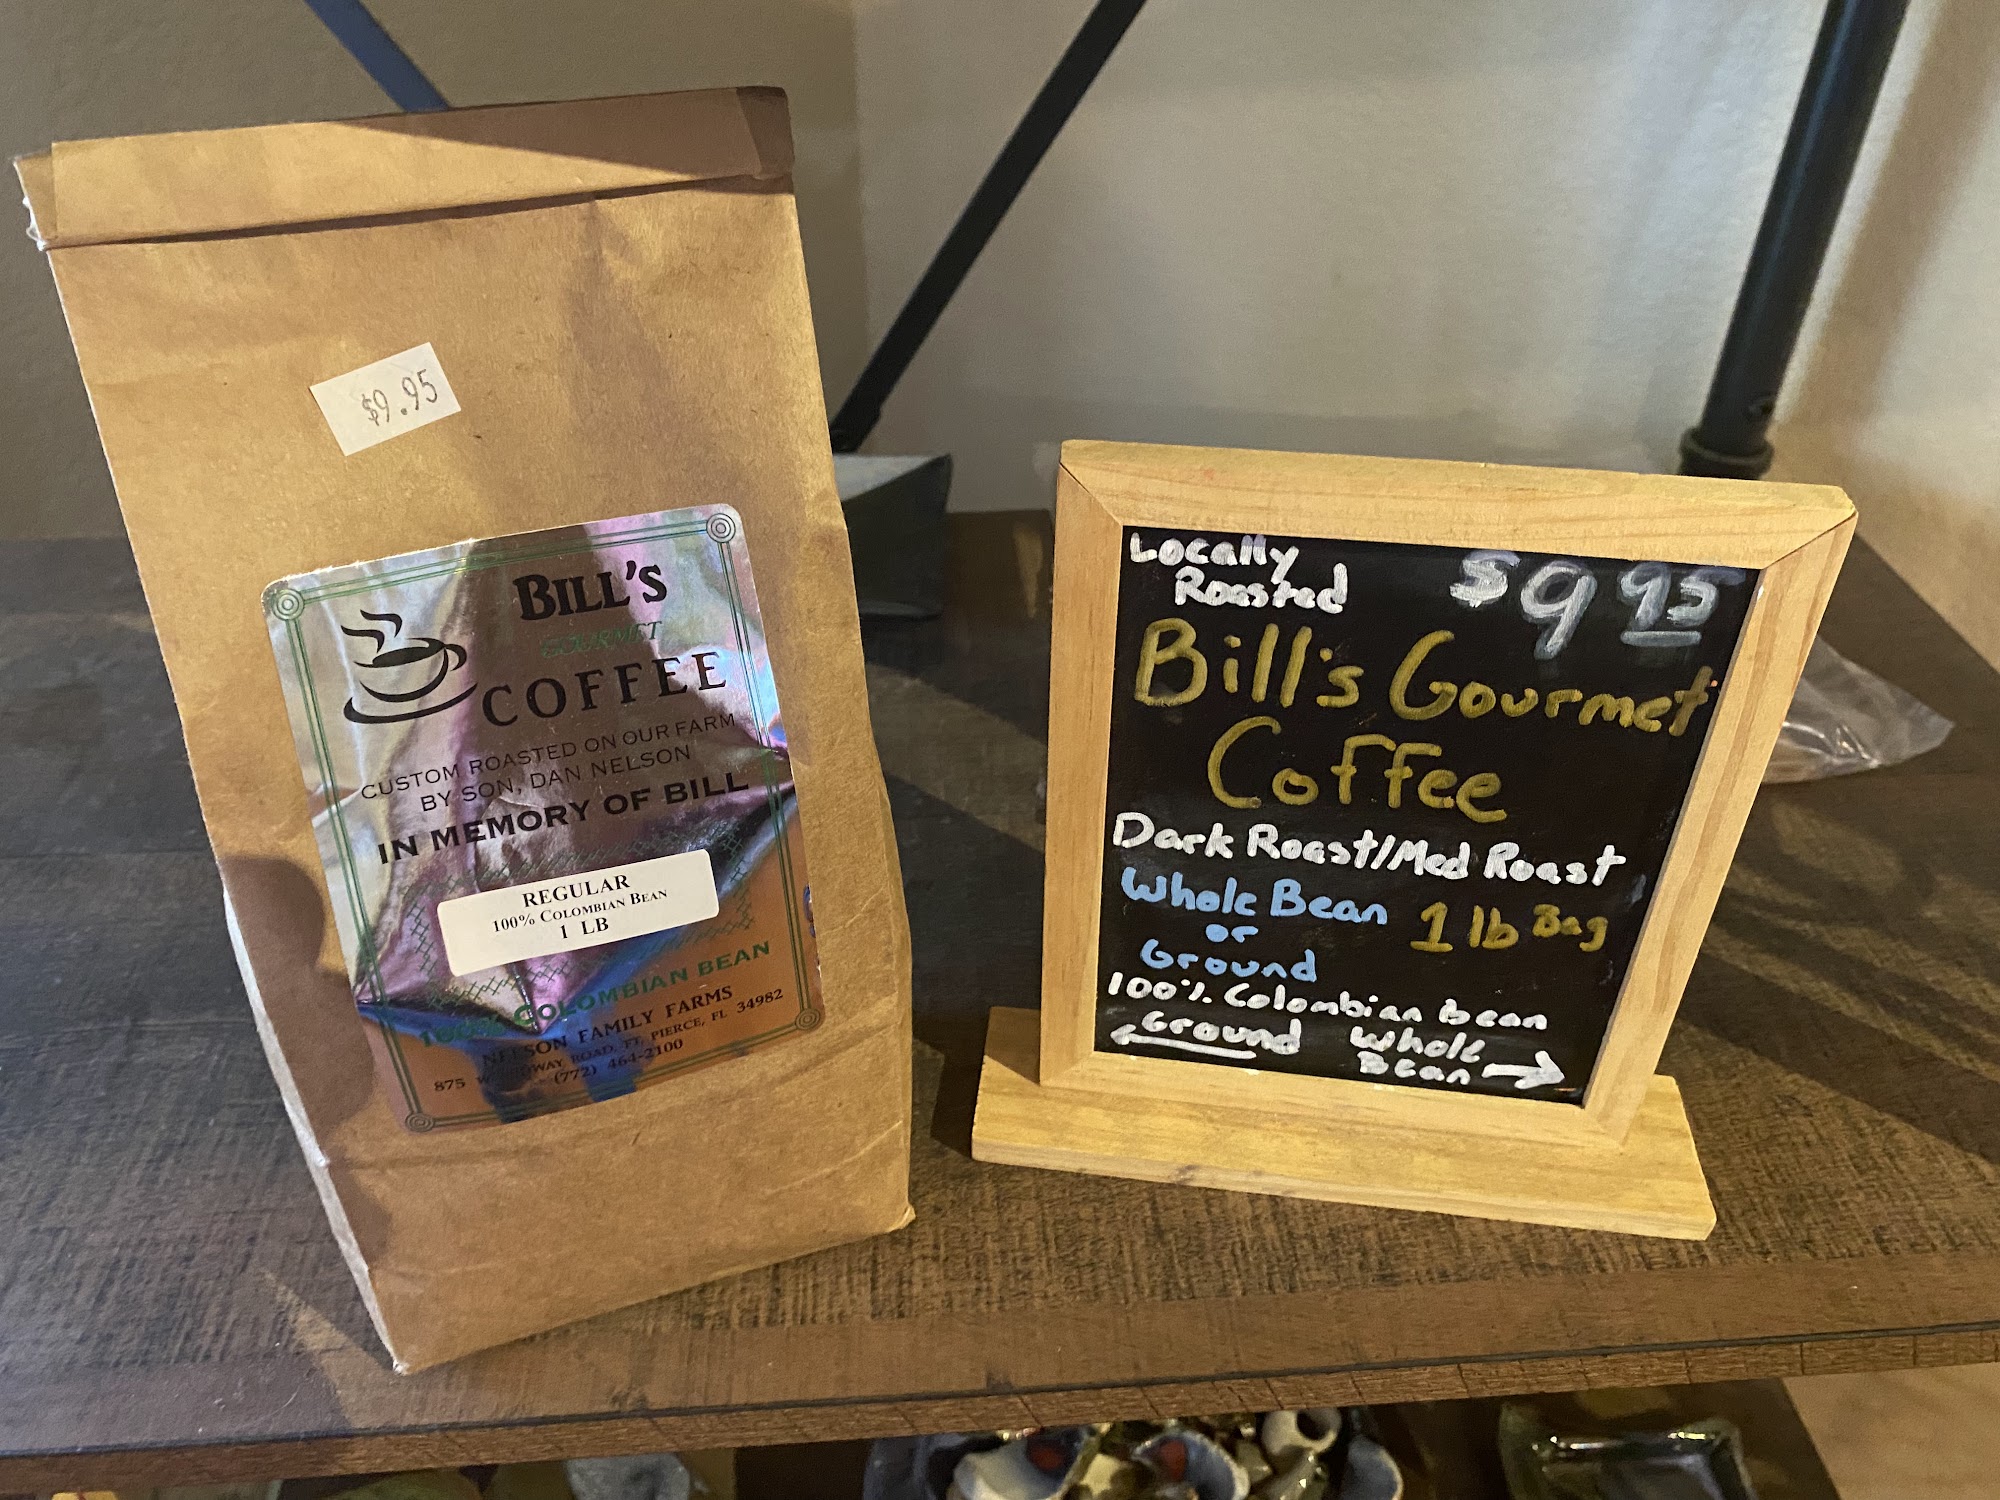 $9.95
BILL'S
GOURMET
COFFEE
CUSTOM ROASTED ON OUR FARM
BY SON, DAN NELSON
IN MEMORY OF BILL
REGULAR
100% COLOMBIAN BEAN
1 LB
100% COLOMBIAN BEAN
NELSON FAMILY FARMS
875 ROAD, FT. PIERCE, FL 34982
(772) 464-2100
Locally
Roasted
$9 95
Bill's Gourmet
Coffee
Dark Roast/Med Roast
Whole Bean
or
Ground
1 lb Bag
100% Colombian bean
Ground
Whole
Bean